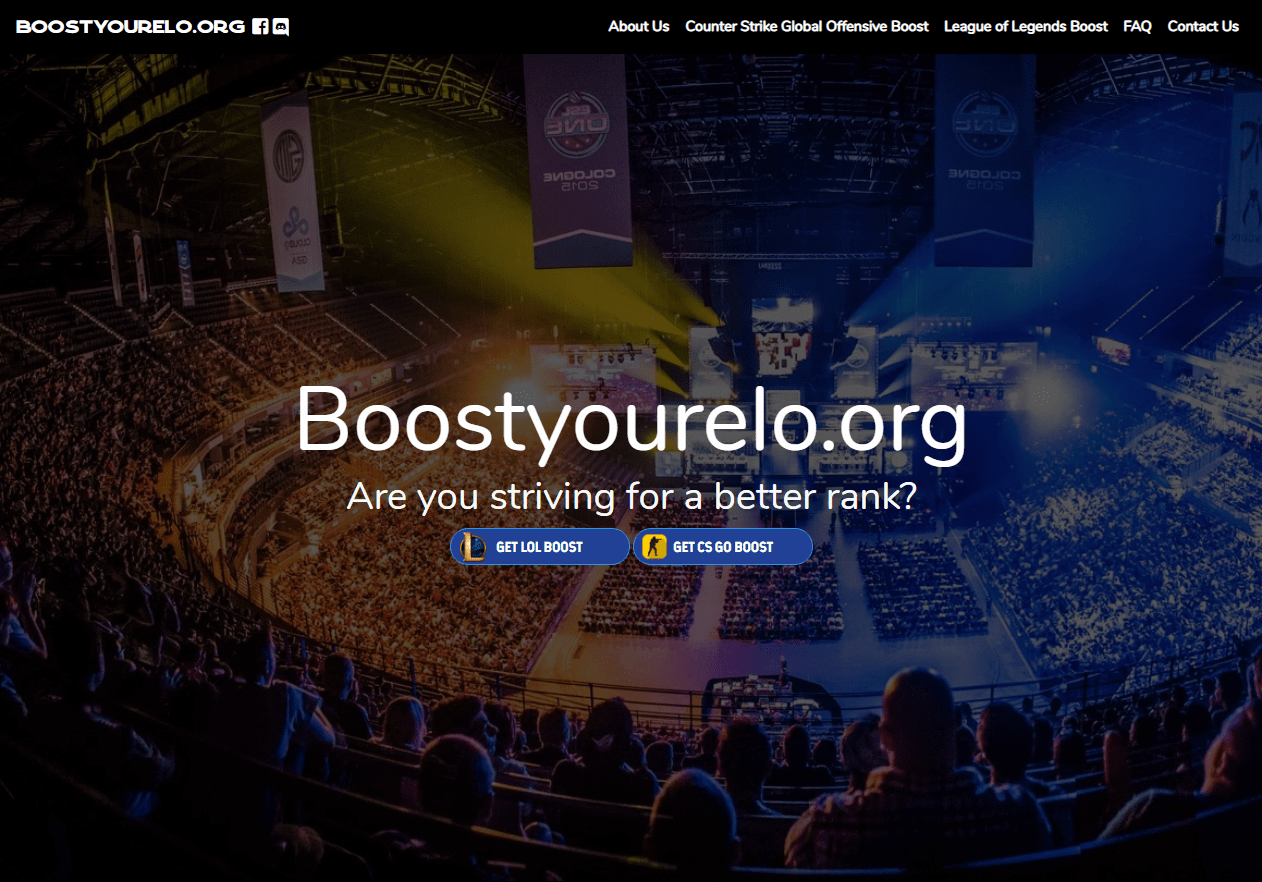 BOOSTYOURELO.ORG
About Us Counter Strike Global Offensive Boost League of Legends Boost FAQ Contact Us
ESL
ONE
COLOGNE
2015
ESL
ONE
COLOGNE
2015
Boostyourelo.org
Are you striving for a better rank?
GET LOL BOOST
GET CS GO BOOST